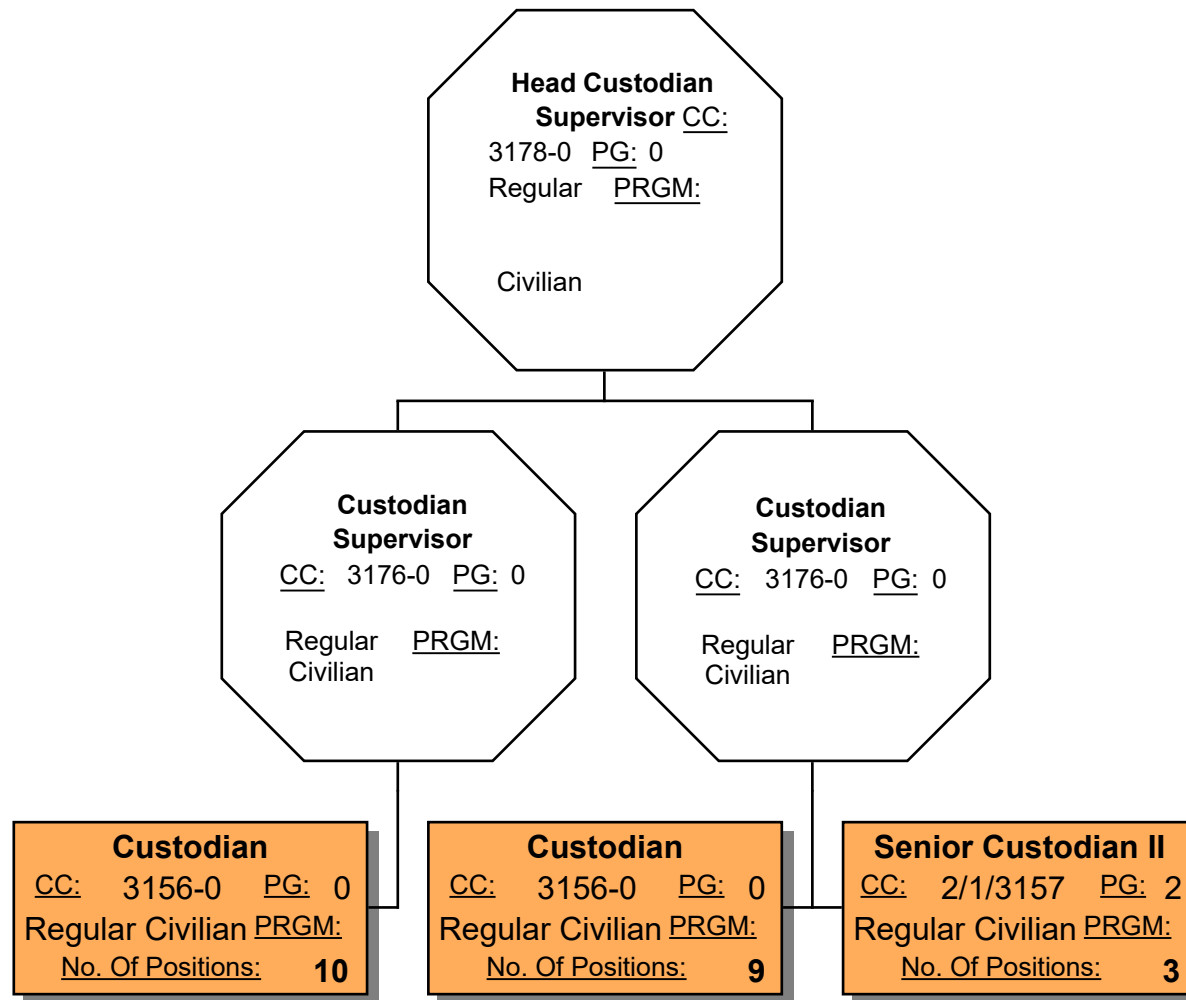 Head Custodian
Supervisor CC:
3178-0 PG: 0
Regular PRGM:
Civilian
Custodian
Supervisor
CC: 3176-0 PG: 0
Regular PRGM:
Civilian
Custodian
Supervisor
CC: 3176-0 PG: 0
Regular PRGM:
Civilian
Custodian
CC: 3156-0 PG: 0
Regular Civilian PRGM:
No. Of Positions: 10
Custodian
CC: 3156-0 PG: 0
Regular Civilian PRGM:
No. Of Positions: 9
Senior Custodian II
CC: 2/1/3157 PG: 2
Regular Civilian PRGM:
No. Of Positions: 3